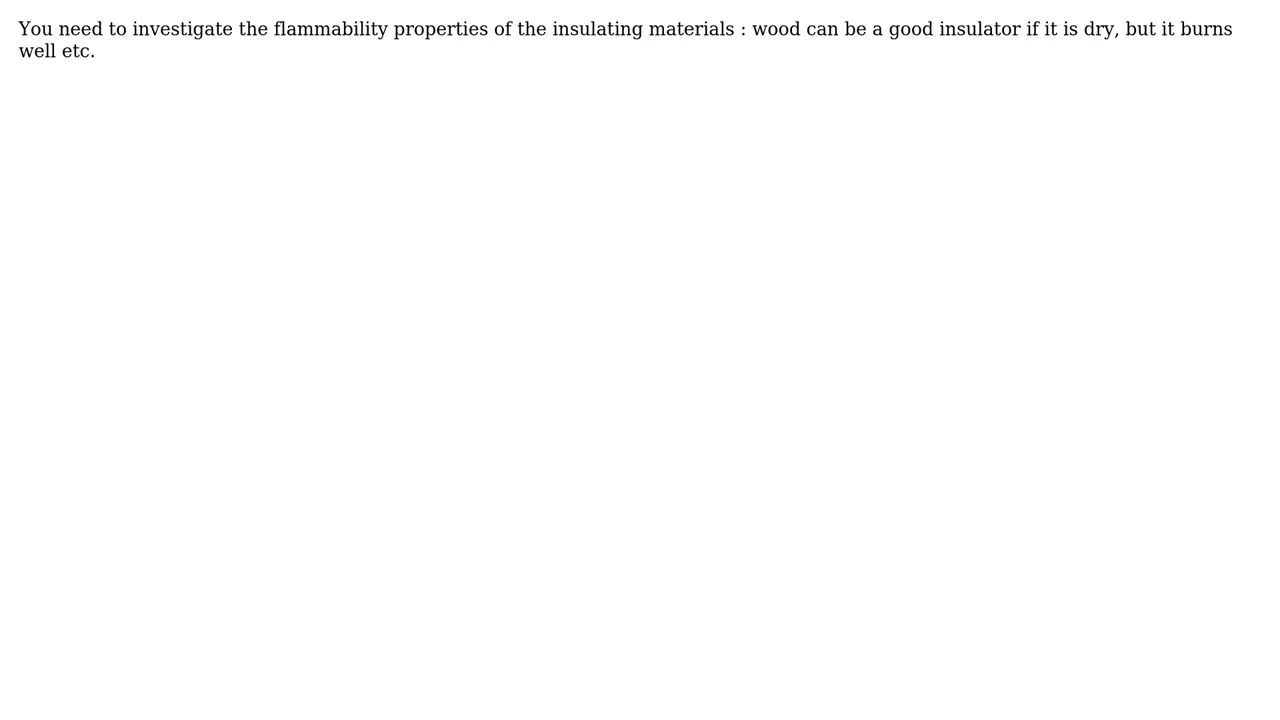 You need to investigate the flammability properties of the insulating materials : wood can be a good insulator if it is dry, but it burns
well etc.